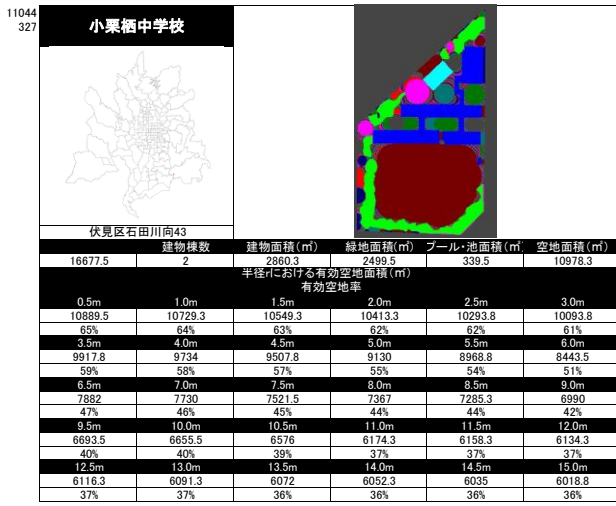 11044
327
小栗栖中学校
伏見区石田川向43
建物棟数 建物面積(㎡) 緑地面積(㎡) プール・池面積(㎡ 空地面積(㎡)
16677.5 2 2860.3 2499.5 339.5 10978.3
半径rにおける有効空地面積(㎡)
有効空地率
0.5m 1.0m 1.5m 2.0m 2.5m 3.0m
10889.5 10729.3 10549.3 10413.3 10293.8 10093.8
65% 64% 63% 62% 62% 61%
3.5m 4.0m 4.5m 5.0m 5.5m 6.0m
9917.8 9734 9507.8 9130 8968.8 8443.5
59% 58% 57% 55% 54% 51%
6.5m 7.0m 7.5m 8.0m 8.5m 9.0m
7882 7730 7521.5 7367 7285.3 6990
47% 46% 45% 44% 44% 42%
9.5m 10.0m 10.5m 11.0m 11.5m 12.0m
6693.5 6655.5 6576 6174.3 6158.3 6134.3
40% 40% 39% 37% 37% 37%
12.5m 13.0m 13.5m 14.0m 14.5m 15.0m
6116.3 6091.3 6072 6052.3 6035 6018.8
37% 37% 36% 36% 36% 36%